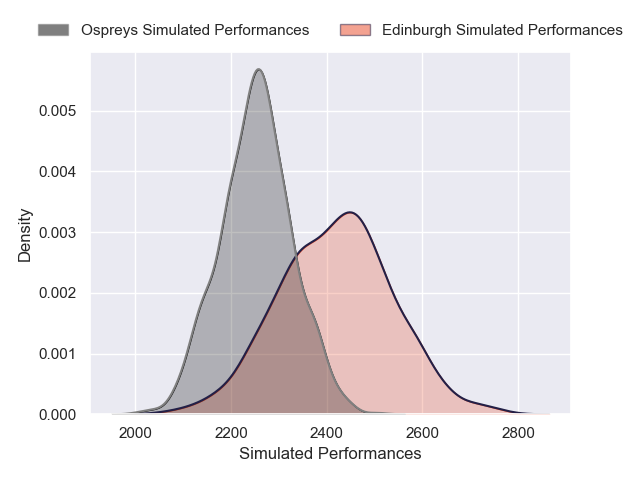 Ospreys Simulated Performances Edinburgh Simulated Performances
0.005
0.004
0.003
0.002
0.001
0.000
Density
2000 2200 2400 2600 2800
Simulated Performances